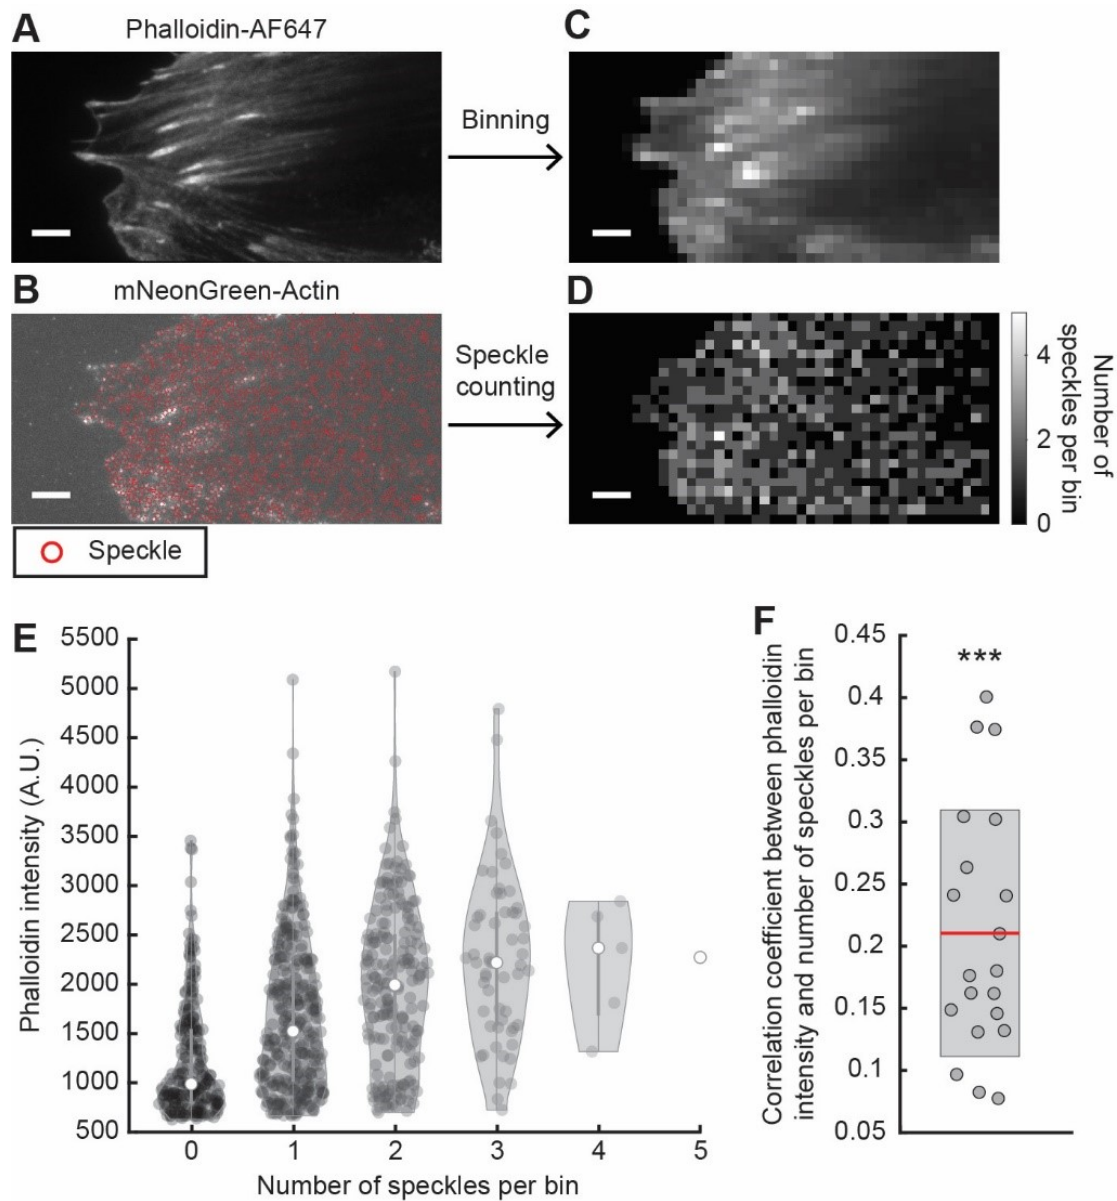 A
Phalloidin-AF647
C
Binning
B
mNeonGreen-Actin
D
Speckle
counting
4
2
0
Number of
speckles per bin
Speckle
E
5500
5000
4500
4000
3500
3000
2500
2000
1500
1000
500
Phalloidin intensity (A.U.)
0
1
2
3
4
5
Number of speckles per bin
F
0.45
0.4
0.35
0.3
0.25
0.2
0.15
0.1
0.05
Correlation coefficient between phalloidin
intensity and number of speckles per bin
***